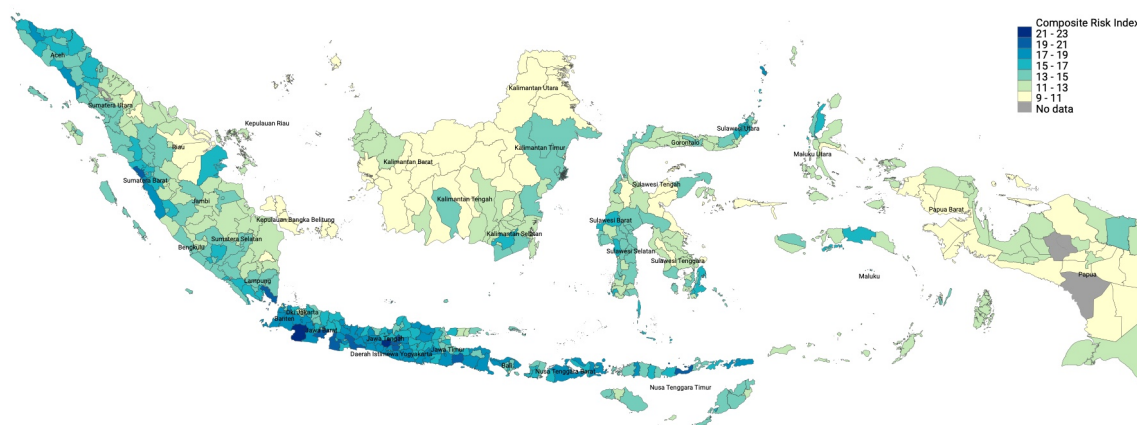 Composite Risk Index
21 - 23
19 - 21
17 - 19
15 - 17
13 - 15
11 - 13
9 - 11
No data
Aceh
Sumatera Utara
Kepulauan Riau
Riau
Sumatera Barat
Jambi
Kepulauan Bangka Belitung
Sumatera Selatan
Bengkulu
Lampung
Kalimantan Utara
Kalimantan Timur
Kalimantan Barat
Kalimantan Tengah
Kalimantan Selatan
Sulawesi Utara
Gorontalo
Sulawesi Tengah
Sulawesi Barat
Sulawesi Selatan
Sulawesi Tenggara
Maluku Utara
Maluku
Papua Barat
Papua
Dki Jakarta
Banten
Jawa Barat
Jawa Tengah
Daerah Istimewa Yogyakarta
Jawa Timur
Bali
Nusa Tenggara Barat
Nusa Tenggara Timur